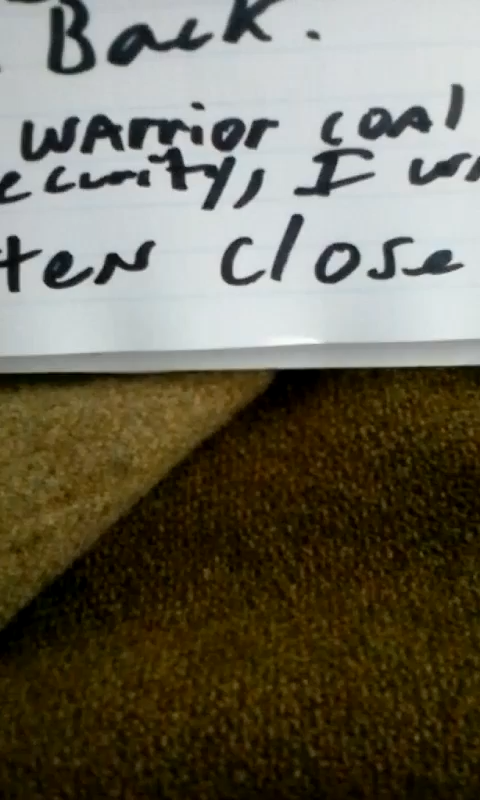 . Back.
warrior coal
ecurity, I
ten close